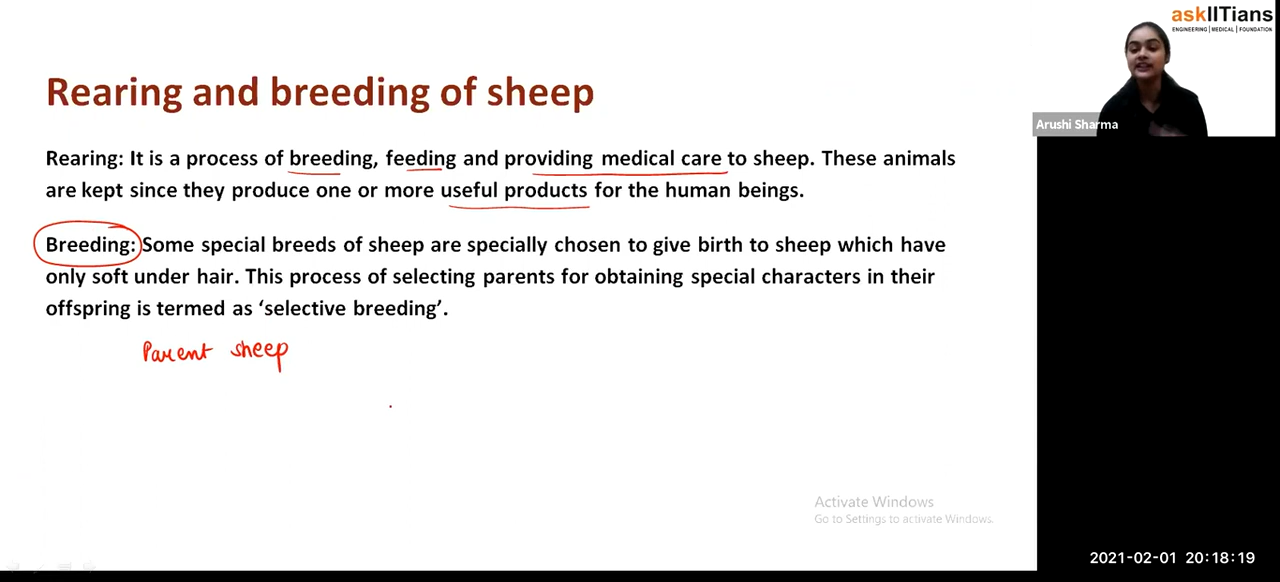 askIITians
ENGINEERING | MEDICAL | FOUNDATION
Rearing and breeding of sheep
Arushi Sharma
Rearing: It is a process of breeding, feeding and providing medical care to sheep. These animals
are kept since they produce one or more useful products for the human beings.
Breeding: Some special breeds of sheep are specially chosen to give birth to sheep which have
only soft under hair. This process of selecting parents for obtaining special characters in their
offspring is termed as ‘selective breeding’.
Parent sheep
Activate Windows
Go to Settings to activate Windows.
2021-02-01 20:18:19